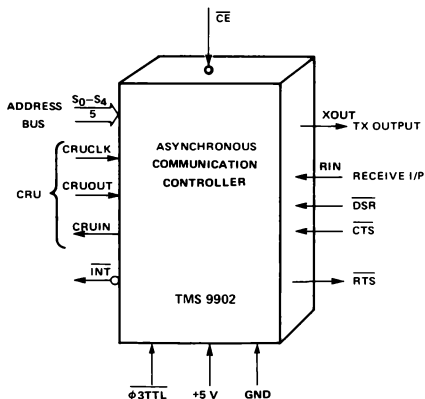 CE
S0–S4
ADDRESS BUS
5
XOUT
TX OUTPUT
CRUCLK
ASYNCHRONOUS
COMMUNICATION
CONTROLLER
RIN
RECEIVE I/P
CRU
CRUOUT
DSR
CRUIN
CTS
INT
RTS
TMS 9902
φ3TTL
+5 V
GND